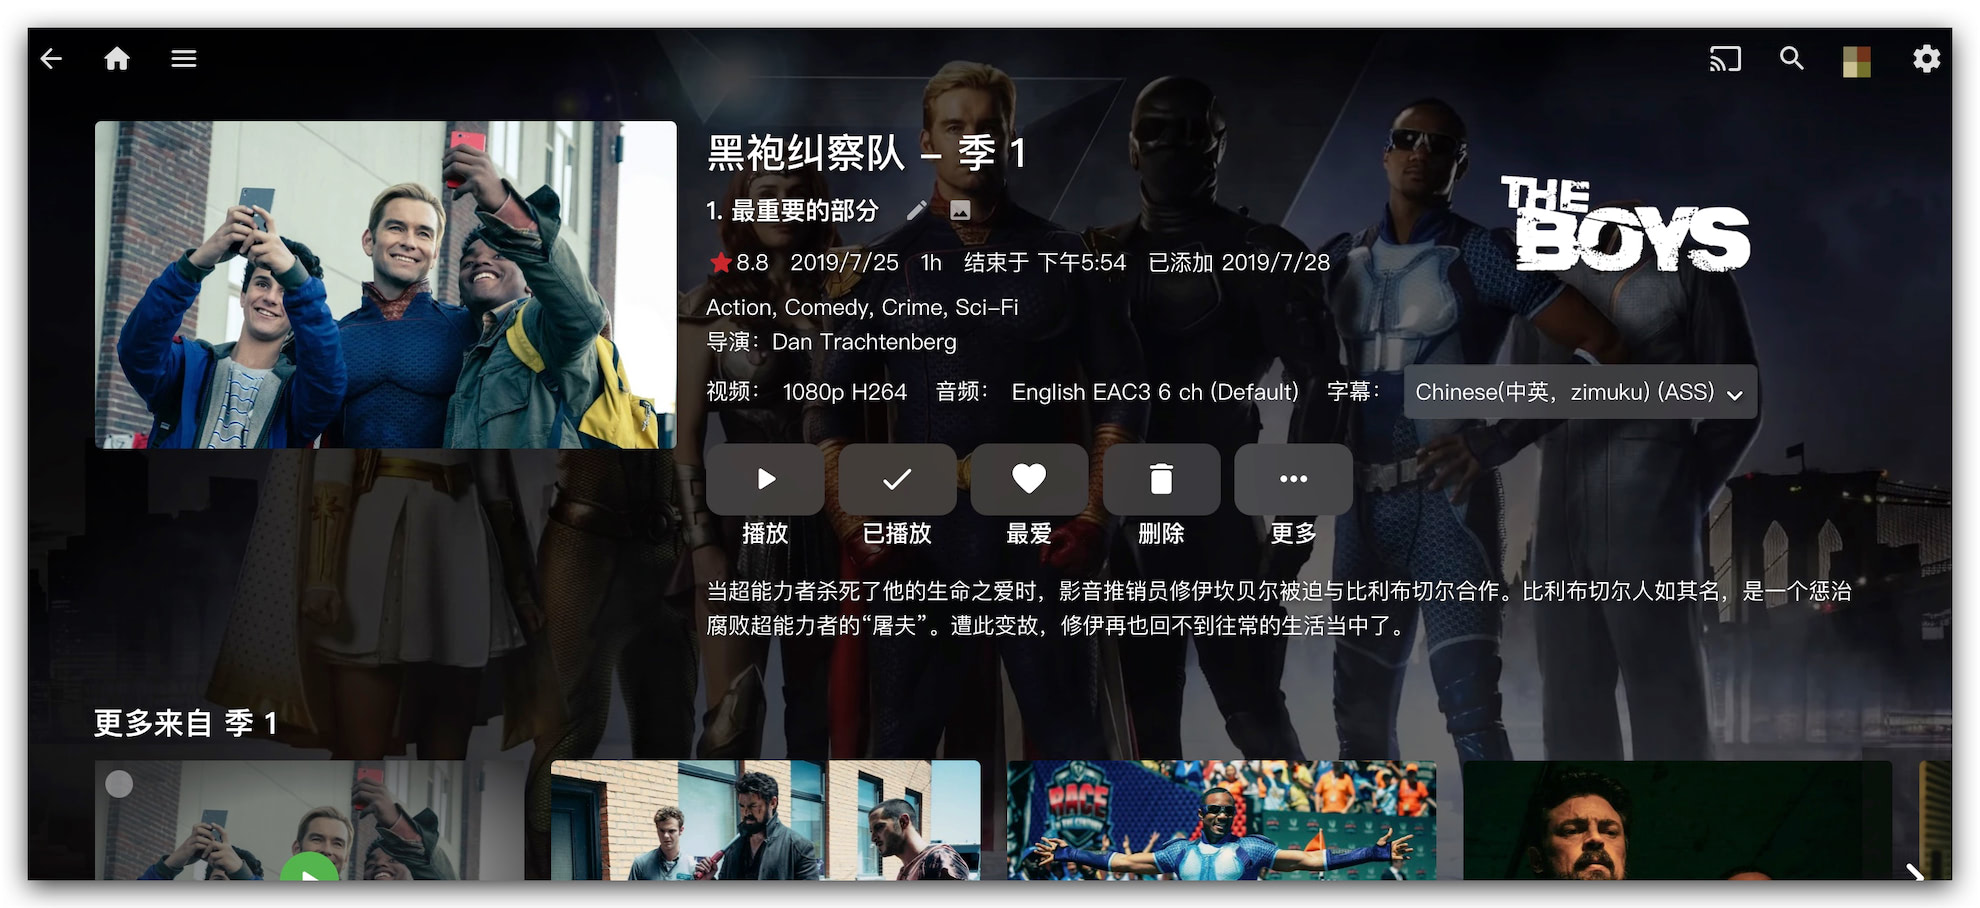 黑袍纠察队 - 季 1
1. 最重要的部分
THE
BOYS
8.8 2019/7/25 1h 结束于 下午5:54 已添加 2019/7/28
Action, Comedy, Crime, Sci-Fi
导演：Dan Trachtenberg
视频： 1080p H264 音频： English EAC3 6 ch (Default) 字幕： Chinese(中英，zimuku) (ASS)
播放 已播放 最爱 删除 更多
当超能力者杀死了他的生命之爱时，影音推销员修伊坎贝尔被迫与比利布切尔合作。比利布切尔人如其名，是一个惩治
腐败超能力者的“屠夫”。遭此变故，修伊再也回不到往常的生活当中了。
更多来自 季 1
RACE